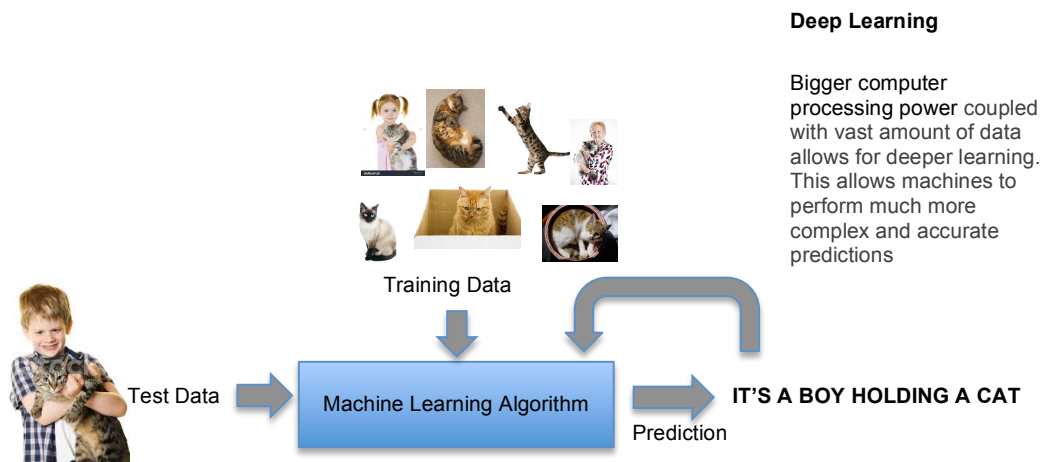 Deep Learning
Bigger computer
processing power coupled
with vast amount of data
allows for deeper learning.
This allows machines to
perform much more
complex and accurate
predictions
Training Data
Test Data
Machine Learning Algorithm
Prediction
IT'S A BOY HOLDING A CAT